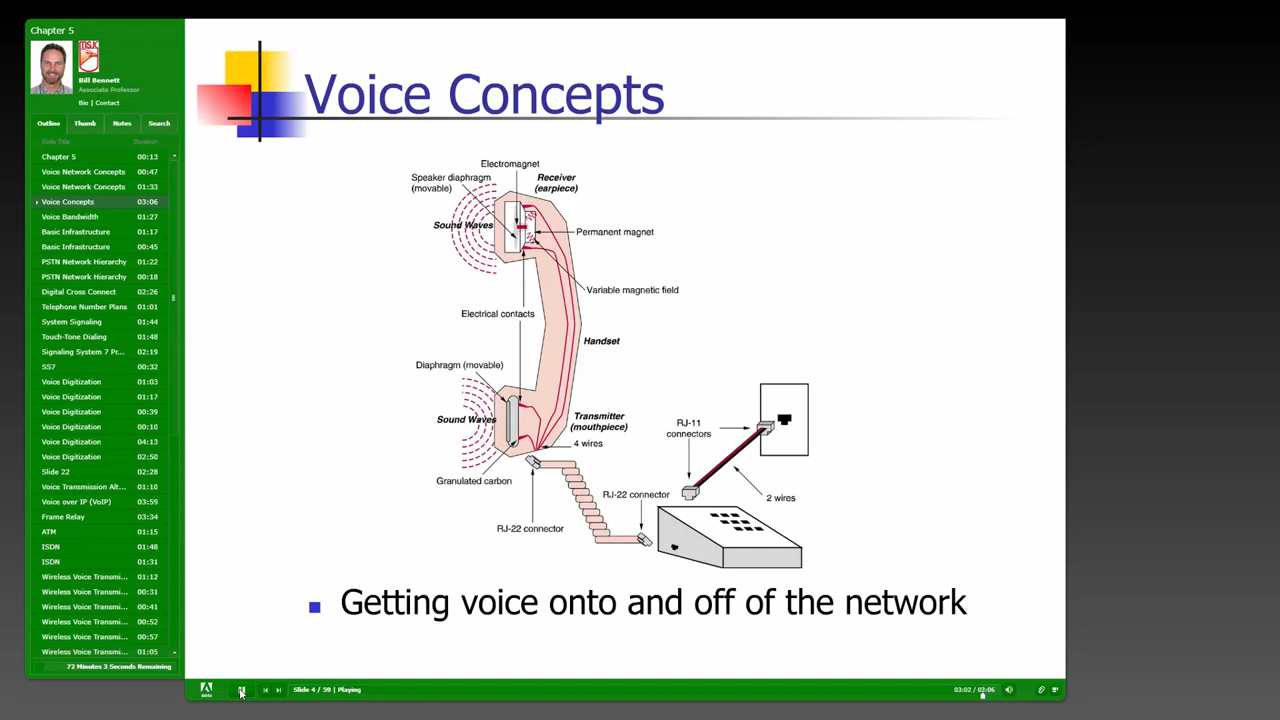 Chapter 5
Bill Bennett
Associate Professor
Bio | Contact
Outline Thumb Notes Search
Slide Title Duration
Chapter 5 00:13
Voice Network Concepts 00:47
Voice Network Concepts 01:33
Voice Concepts 03:06
Voice Bandwidth 01:27
Basic Infrastructure 01:17
Basic Infrastructure 00:45
PSTN Network Hierarchy 01:22
PSTN Network Hierarchy 00:18
Digital Cross Connect 02:26
Telephone Number Plans 01:01
System Signaling 01:44
Touch-Tone Dialing 01:48
Signaling System 7 Pr... 02:19
SS7 00:32
Voice Digitization 01:03
Voice Digitization 01:17
Voice Digitization 00:39
Voice Digitization 00:10
Voice Digitization 04:13
Voice Digitization 02:50
Slide 22 02:28
Voice Transmission Alt... 01:10
Voice over IP (VoIP) 03:59
Frame Relay 03:34
ATM 01:15
ISDN 01:48
ISDN 01:31
Wireless Voice Transmi... 01:12
Wireless Voice Transmi... 00:31
Wireless Voice Transmi... 00:41
Wireless Voice Transmi... 00:52
Wireless Voice Transmi... 00:57
Wireless Voice Transmi... 01:05
72 Minutes 3 Seconds Remaining
Voice Concepts
Electromagnet
Speaker diaphragm
(movable)
Receiver
(earpiece)
Sound Waves
Permanent magnet
Variable magnetic field
Electrical contacts
Handset
Diaphragm (movable)
Sound Waves
Transmitter
(mouthpiece)
4 wires
Granulated carbon
RJ-22 connector
RJ-22 connector
RJ-11
connectors
2 wires
Getting voice onto and off of the network
Slide 4 / 59 | Playing
03:02 / 03:06